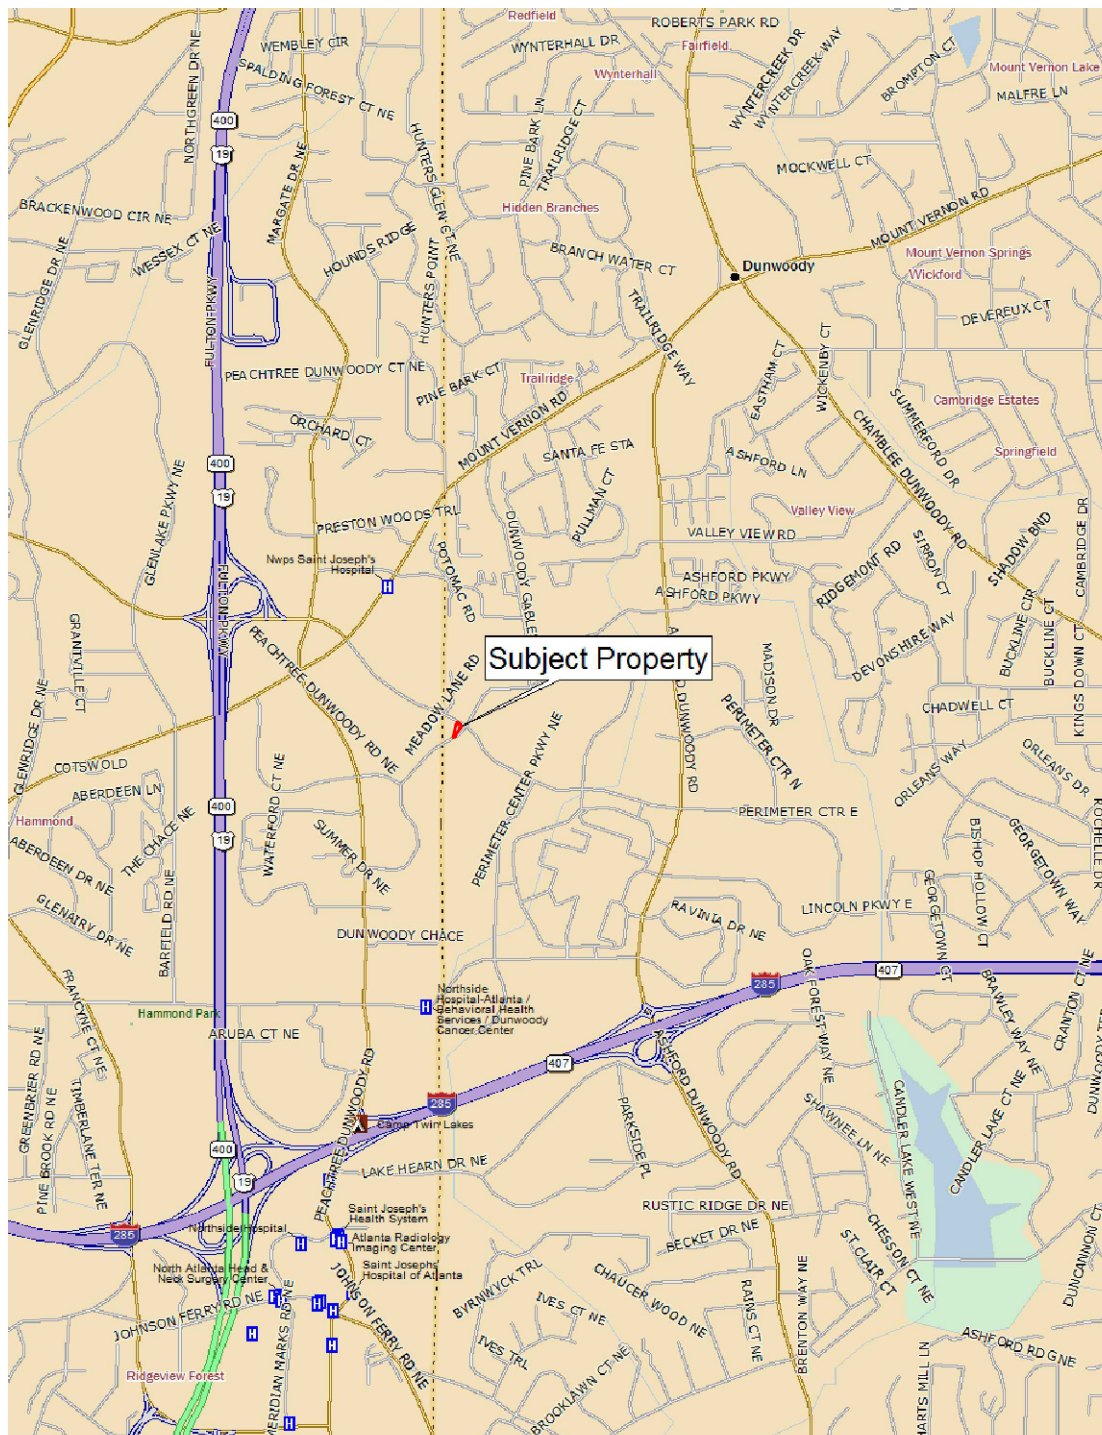 Redfield
ROBERTS PARK RD
WEMBLEY CIR
WYNTERHALL DR
Fairfield
WYNTERCREEK DR
WYNTERCREEK WAY
BROMPTON CT
Mount Vernon Lake
MALFRE LN
SPALDING FOREST CT NE
Wynterhall
NORTHGREEN DR NE
400
19
HUNTERS GLEN CT NE
PINE BARK LN
TRAILRIDGE CT
MOCKWELL CT
MARGATE DR NE
BRACKENWOOD CIR NE
WESSEX CT NE
Hidden Branches
MOUNT VERNON RD
HOUNDS RIDGE
BRANCH WATER CT
Dunwoody
Mount Vernon Springs
Wickford
GLENRIDGE DR NE
FULTON PKWY
HUNTERS POINT
TRAILRIDGE WAY
DEVEREUX CT
PEACHTREE DUNWOODY CT NE
PINE BARK CT
Trailridge
EASTHAM CT
WICKENBY CT
SUMMERFORD DR
Cambridge Estates
ORCHARD CT
MOUNT VERNON RD
SANTA FE STA
CHAMBLEE DUNWOODY RD
Springfield
400
19
ASHFORD LN
PULLMAN CT
Valley View
GLENLAKE PKWY NE
PRESTON WOODS TRL
DUNWOODY GABLE
VALLEY VIEW RD
SIRRON CT
SHADOW BND
CAMBRIDGE DR
Nwps Saint Joseph's
Hospital
H
POTOMAC RD
ASHFORD PKWY
ASHFORD PKWY
RIDGEMONT RD
FULTON PKWY
GRANTVILLE CT
PEACHTREE DUNWOODY RD NE
DEVONSHIRE WAY
BUCKLINE CIR
BUCKLINE CT
KINGS DOWN CT
Subject Property
MEADOW LANE RD
MADISON DR
D DUNWOODY RD
PERIMETER CTR N
CHADWELL CT
GLENRIDGE DR NE
COTSWOLD
ABERDEEN LN
PERIMETER CENTER PKWY NE
ORLEANS WAY
ORLEANS DR
400
19
Hammond
THE CHACE NE
WATERFORD CT NE
SUMMER DR NE
PERIMETER CTR E
ROCHELLE DR
ABERDEEN DR NE
BISHOP HOLLOW CT
GEORGETOWN WAY
GEORGETOWN CT
GLENAIRY DR NE
BARFIELD RD NE
DUNWOODY CHACE
RAVINIA DR NE
LINCOLN PKWY E
407
285
FRANCYNE CT NE
Hammond Park
H
Northside
Hospital-Atlanta /
Behavioral Health
Services / Dunwoody
Cancer Center
OAK FOREST WAY NE
BRAWLEY WAY NE
CRANTON CT NE
ARUBA CT NE
407
ASHFORD DUNWOODY RD
GREENBRIER RD NE
PINE BROOK RD NE
TIMBERLANE TER NE
PEACHTREE DUNWOODY RD
285
Camp Twin Lakes
PARKSIDE PL
SHAWNEE LN NE
CANDLER LAKE WEST NE
CANDLER LAKE CT NE
400
19
LAKE HEARN DR NE
RUSTIC RIDGE DR NE
285
Northside Hospital
Saint Joseph's
Health System
Atlanta Radiology
Imaging Center
BECKET DR NE
ST CLAIR CT
CHESSON CT NE
DUNCANNON CT
North Atlanta Head &
Neck Surgery Center
Saint Josephs
Hospital of Atlanta
BYRNWYCK TRL
CHAUCER WOOD NE
RAINS CT NE
BRENTON WAY NE
JOHNSON FERRY RD NE
JOHNSON FERRY RD NE
MERIDIAN MARKS RD NE
IVES CT NE
IVES TRL
BROOKLAWN CT NE
ASHFORD RD G NE
HARTS MILL LN
Ridgeview Forest